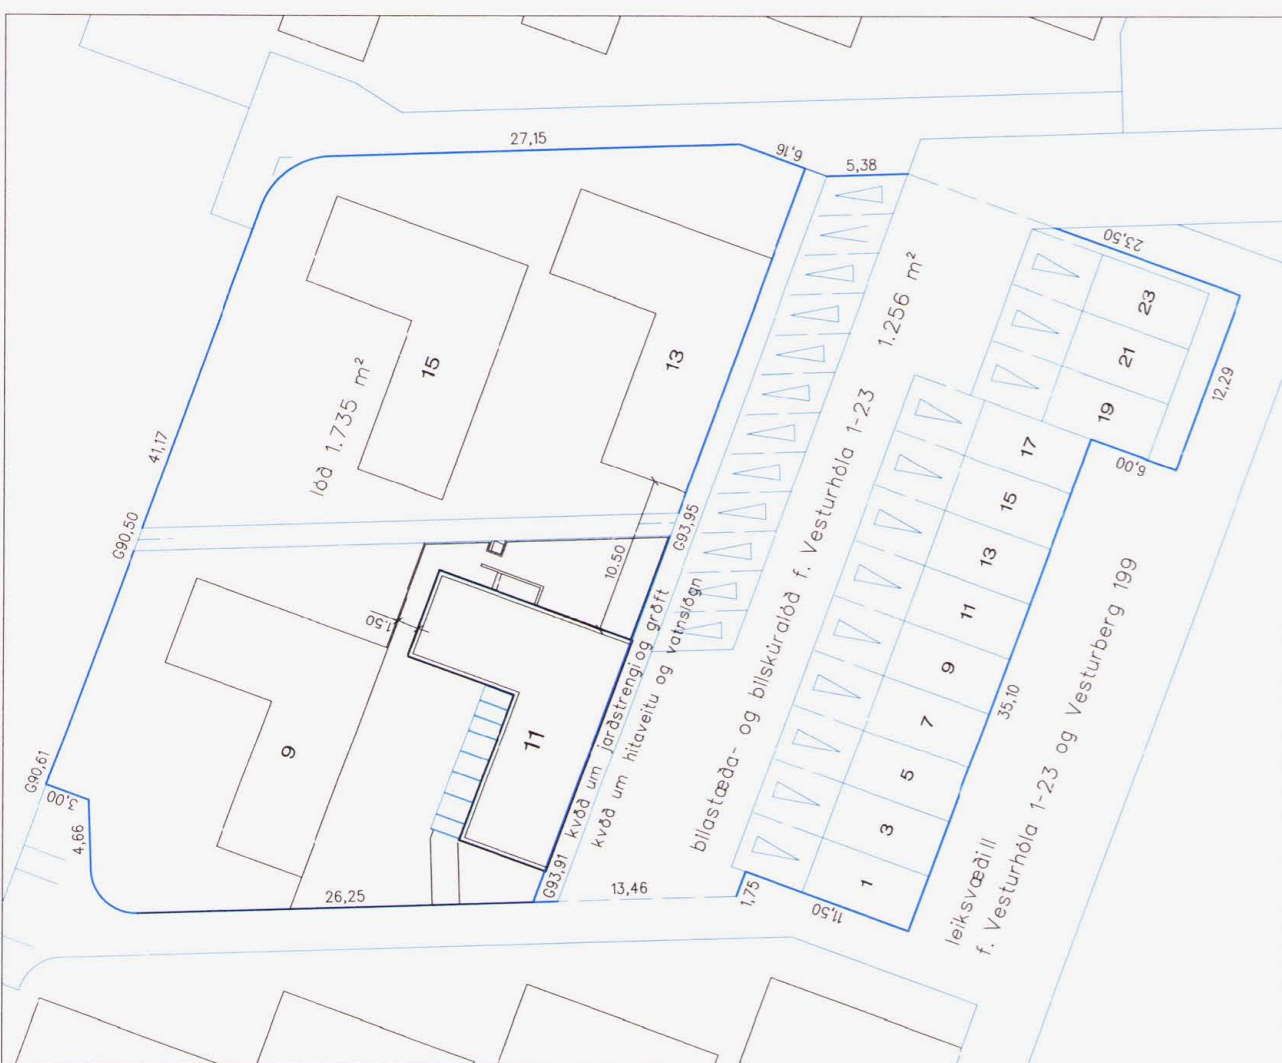 27,15
6,16
5,38
23,50
12,29
6,00
41,17
lóð 1.735 m²
15
13
1.256 m²
bílastæða- og bílskúralóð f. Vesturhóla 1-23
23
21
19
17
15
13
11
9
7
5
3
1
G90,50
G93,95
10.50
1.50
9
11
kvöð um jarðstrengi og gröft
kvöð um hitaveitu og vatnslögn
G90,61
3,00
4,66
26,25
G93,91
13,46
1,75
11,50
35,10
leiksvæði II
f. Vesturhóla 1-23 og Vesturberg 199